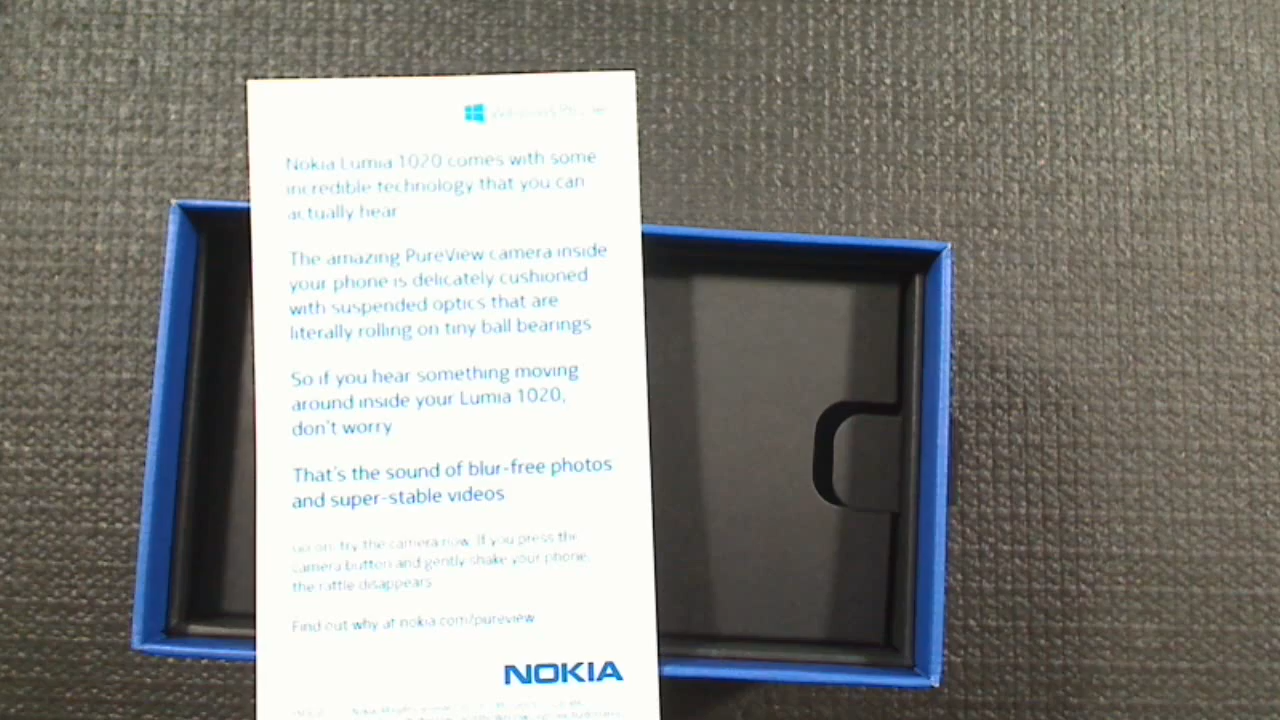 Windows Phone
Nokia Lumia 1020 comes with some
incredible technology that you can
actually hear
The amazing PureView camera inside
your phone is delicately cushioned
with suspended optics that are
literally rolling on tiny ball bearings
So if you hear something moving
around inside your Lumia 1020,
don't worry
That's the sound of blur-free photos
and super-stable videos
Go on, try the camera now. If you press the
camera button and gently shake your phone,
the rattle disappears
Find out why at nokia.com/pureview
NOKIA